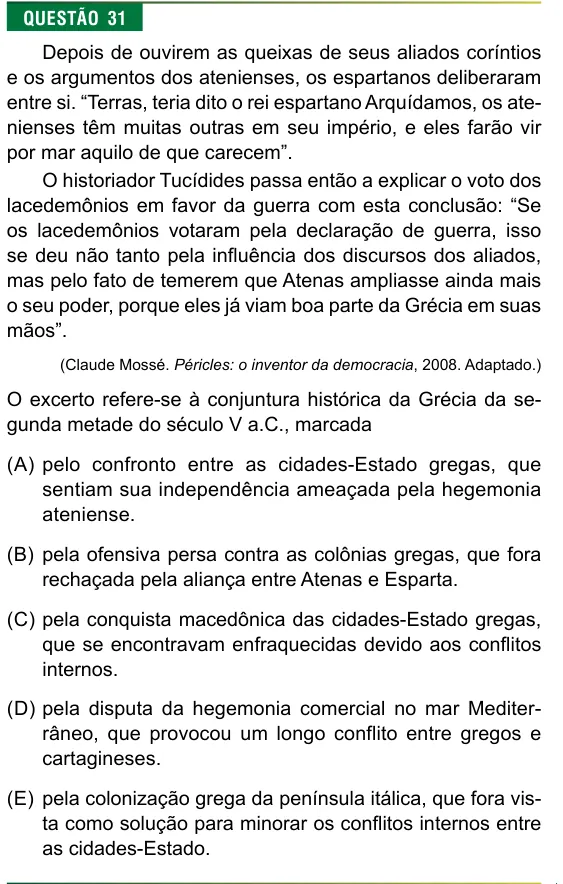 QUESTÃO 31
Depois de ouvirem as queixas de seus aliados coríntios
e os argumentos dos atenienses, os espartanos deliberaram
entre si. “Terras, teria dito o rei espartano Arquídamos, os ate-
nienses têm muitas outras em seu império, e eles farão vir
por mar aquilo de que carecem”.
O historiador Tucídides passa então a explicar o voto dos
lacedemônios em favor da guerra com esta conclusão: “Se
os lacedemônios votaram pela declaração de guerra, isso
se deu não tanto pela influência dos discursos dos aliados,
mas pelo fato de temerem que Atenas ampliasse ainda mais
o seu poder, porque eles já viam boa parte da Grécia em suas
mãos”.
(Claude Mossé. Péricles: o inventor da democracia, 2008. Adaptado.)
O excerto refere-se à conjuntura histórica da Grécia da se-
gunda metade do século V a.C., marcada
(A) pelo confronto entre as cidades-Estado gregas, que
sentiam sua independência ameaçada pela hegemonia
ateniense.
(B) pela ofensiva persa contra as colônias gregas, que fora
rechaçada pela aliança entre Atenas e Esparta.
(C) pela conquista macedônica das cidades-Estado gregas,
que se encontravam enfraquecidas devido aos conflitos
internos.
(D) pela disputa da hegemonia comercial no mar Mediter-
râneo, que provocou um longo conflito entre gregos e
cartagineses.
(E) pela colonização grega da península itálica, que fora vis-
ta como solução para minorar os conflitos internos entre
as cidades-Estado.